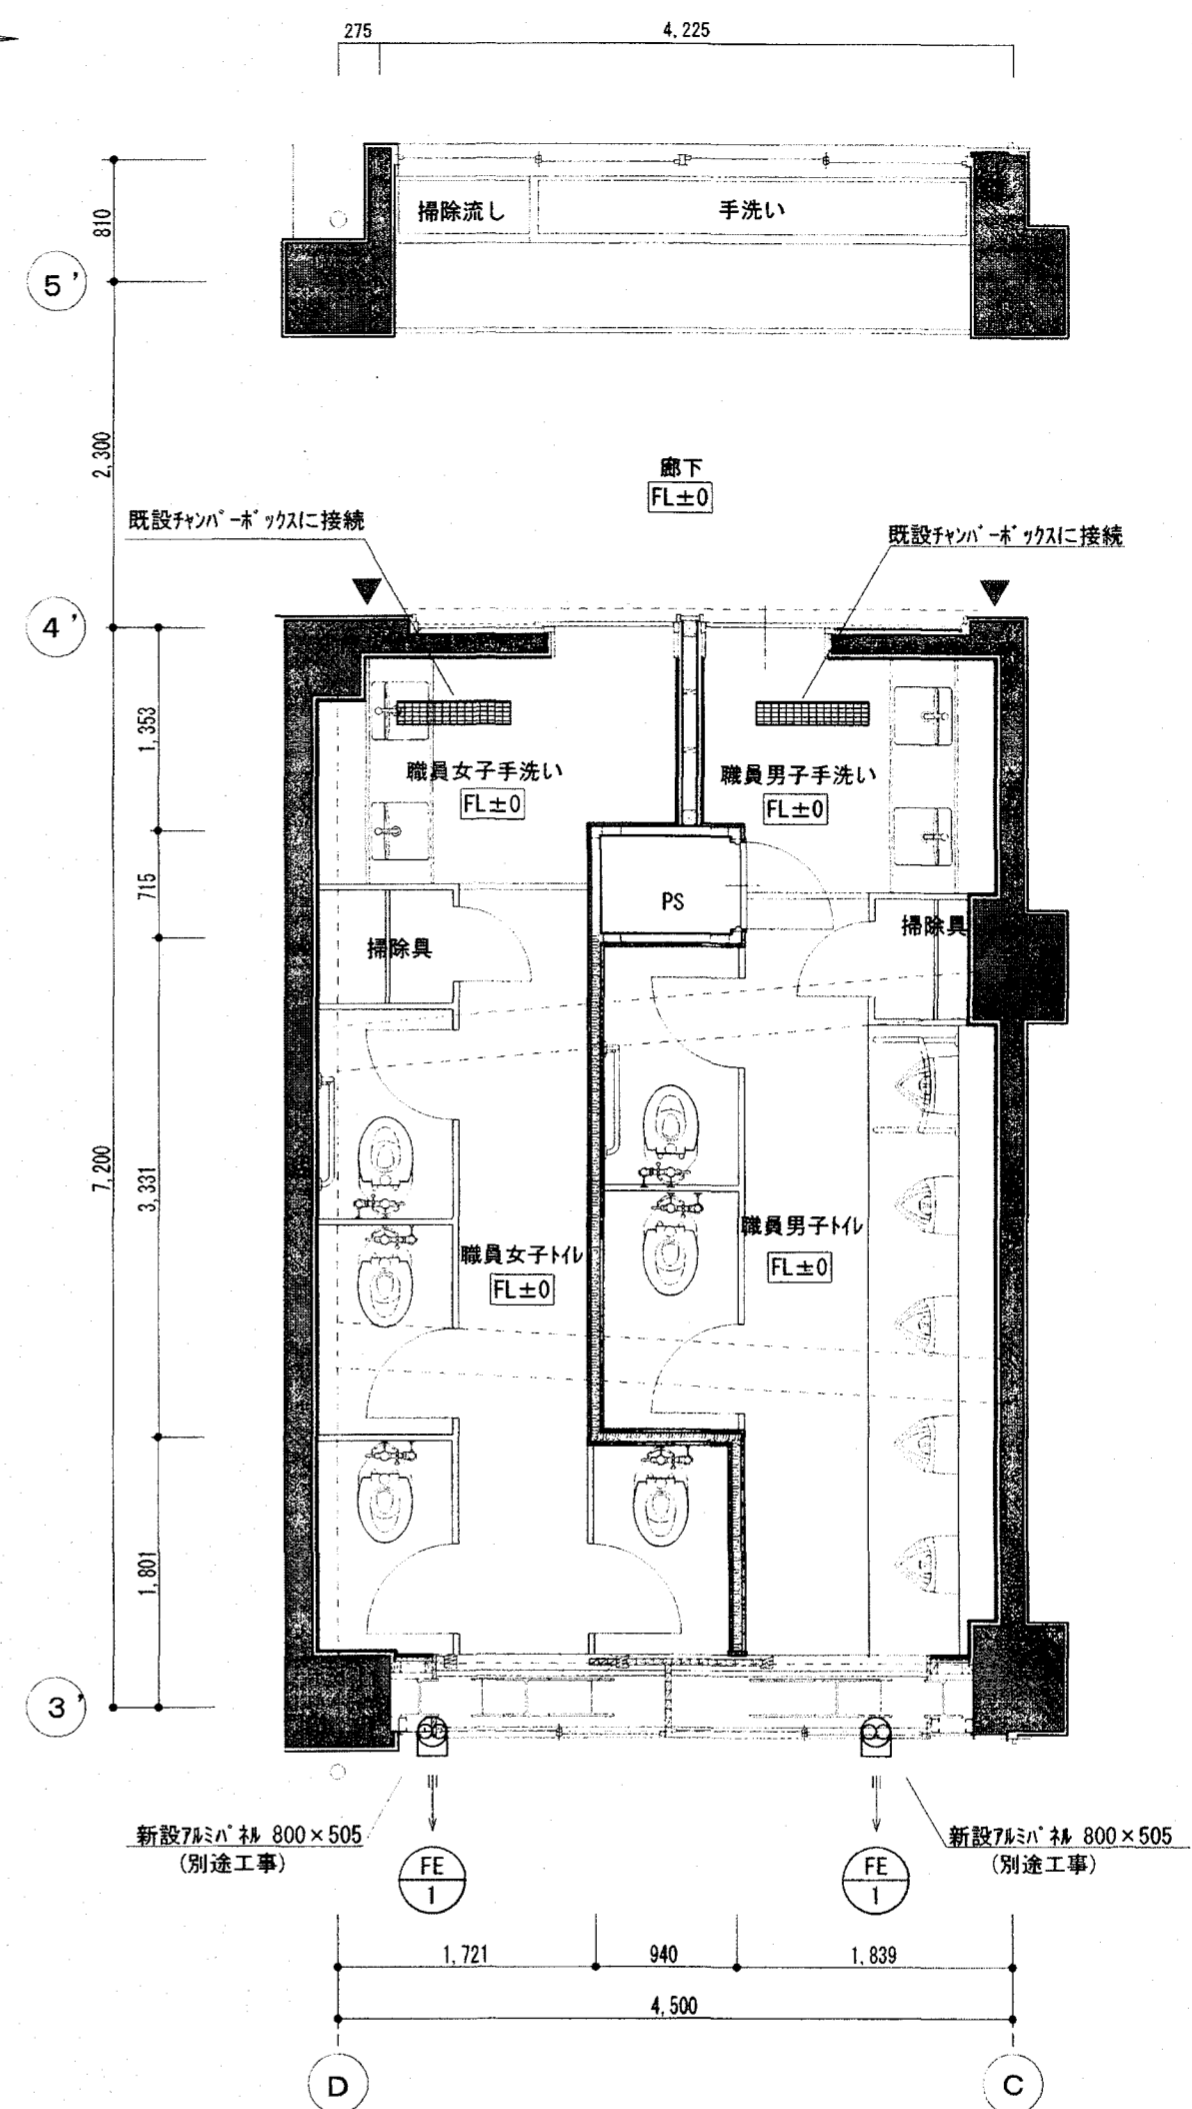 275
4,225
810
掃除流し
手洗い
5'
2,300
廊下
FL±0
既設ﾁｬﾝﾊﾞｰﾎﾞｯｸｽに接続
既設ﾁｬﾝﾊﾞｰﾎﾞｯｸｽに接続
4'
1,353
職員女子手洗い
FL±0
職員男子手洗い
FL±0
715
PS
掃除具
掃除具
7,200
3,331
職員女子ﾄｲﾚ
FL±0
職員男子ﾄｲﾚ
FL±0
1,801
3'
新設ｱﾙﾐﾊﾟﾈﾙ 800×505
(別途工事)
新設ｱﾙﾐﾊﾟﾈﾙ 800×505
(別途工事)
FE
1
FE
1
1,721
940
1,839
4,500
D
C